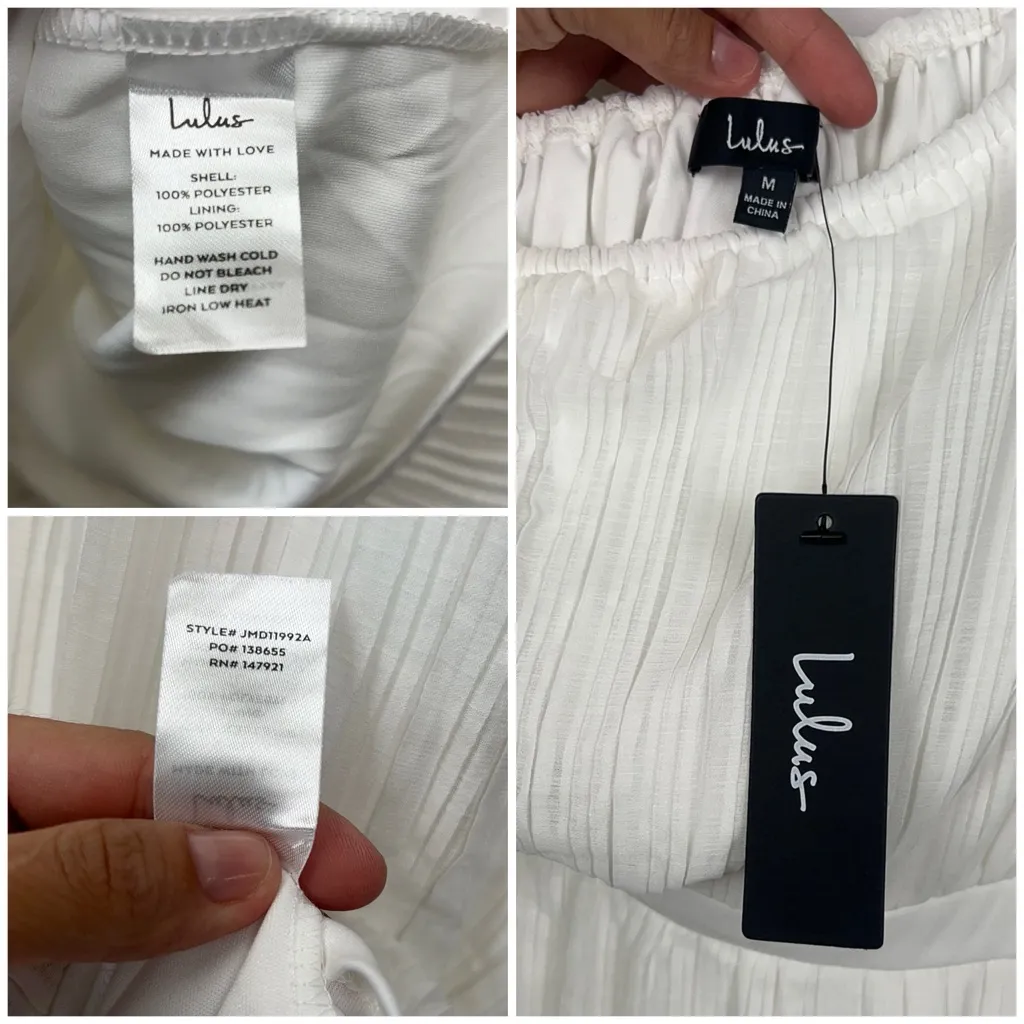 Lulus
MADE WITH LOVE
SHELL:
100% POLYESTER
LINING:
100% POLYESTER
HAND WASH COLD
DO NOT BLEACH
LINE DRY
IRON LOW HEAT
Lulus
M
MADE IN
CHINA
Lulus
STYLE# JMD11992A
PO# 138655
RN# 147921